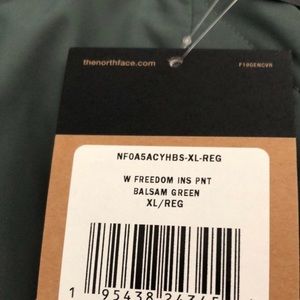 thenorthface.com
F19GENCVR
NF0A5ACYHBS-XL-REG
W FREEDOM INS PNT
BALSAM GREEN
XL/REG